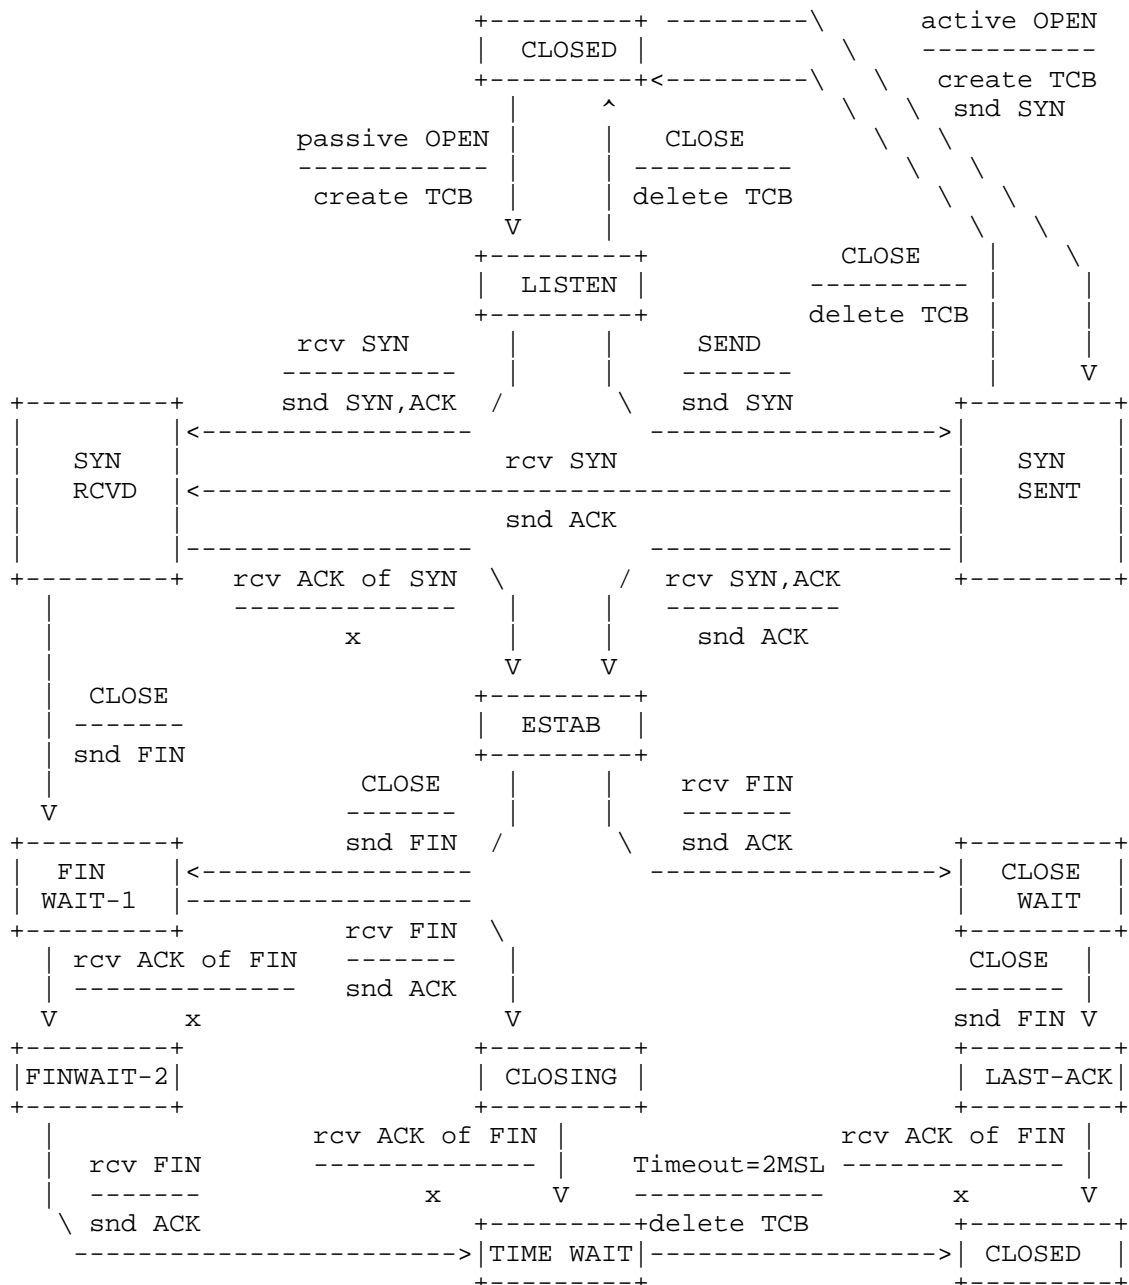 active OPEN
CLOSED
create TCB
snd SYN
passive OPEN CLOSE
create TCB delete TCB
V
CLOSE
LISTEN
delete TCB
rcv SYN SEND
V
snd SYN,ACK snd SYN
SYN rcv SYN SYN
RCVD SENT
snd ACK
rcv ACK of SYN rcv SYN,ACK
x snd ACK
V V
CLOSE
ESTAB
snd FIN
CLOSE rcv FIN
V
snd FIN snd ACK
FIN CLOSE
WAIT-1 WAIT
rcv FIN
rcv ACK of FIN CLOSE
snd ACK
V x V snd FIN V
FINWAIT-2 CLOSING LAST-ACK
rcv ACK of FIN rcv ACK of FIN
rcv FIN Timeout=2MSL
x V x V
snd ACK delete TCB
TIME WAIT CLOSED